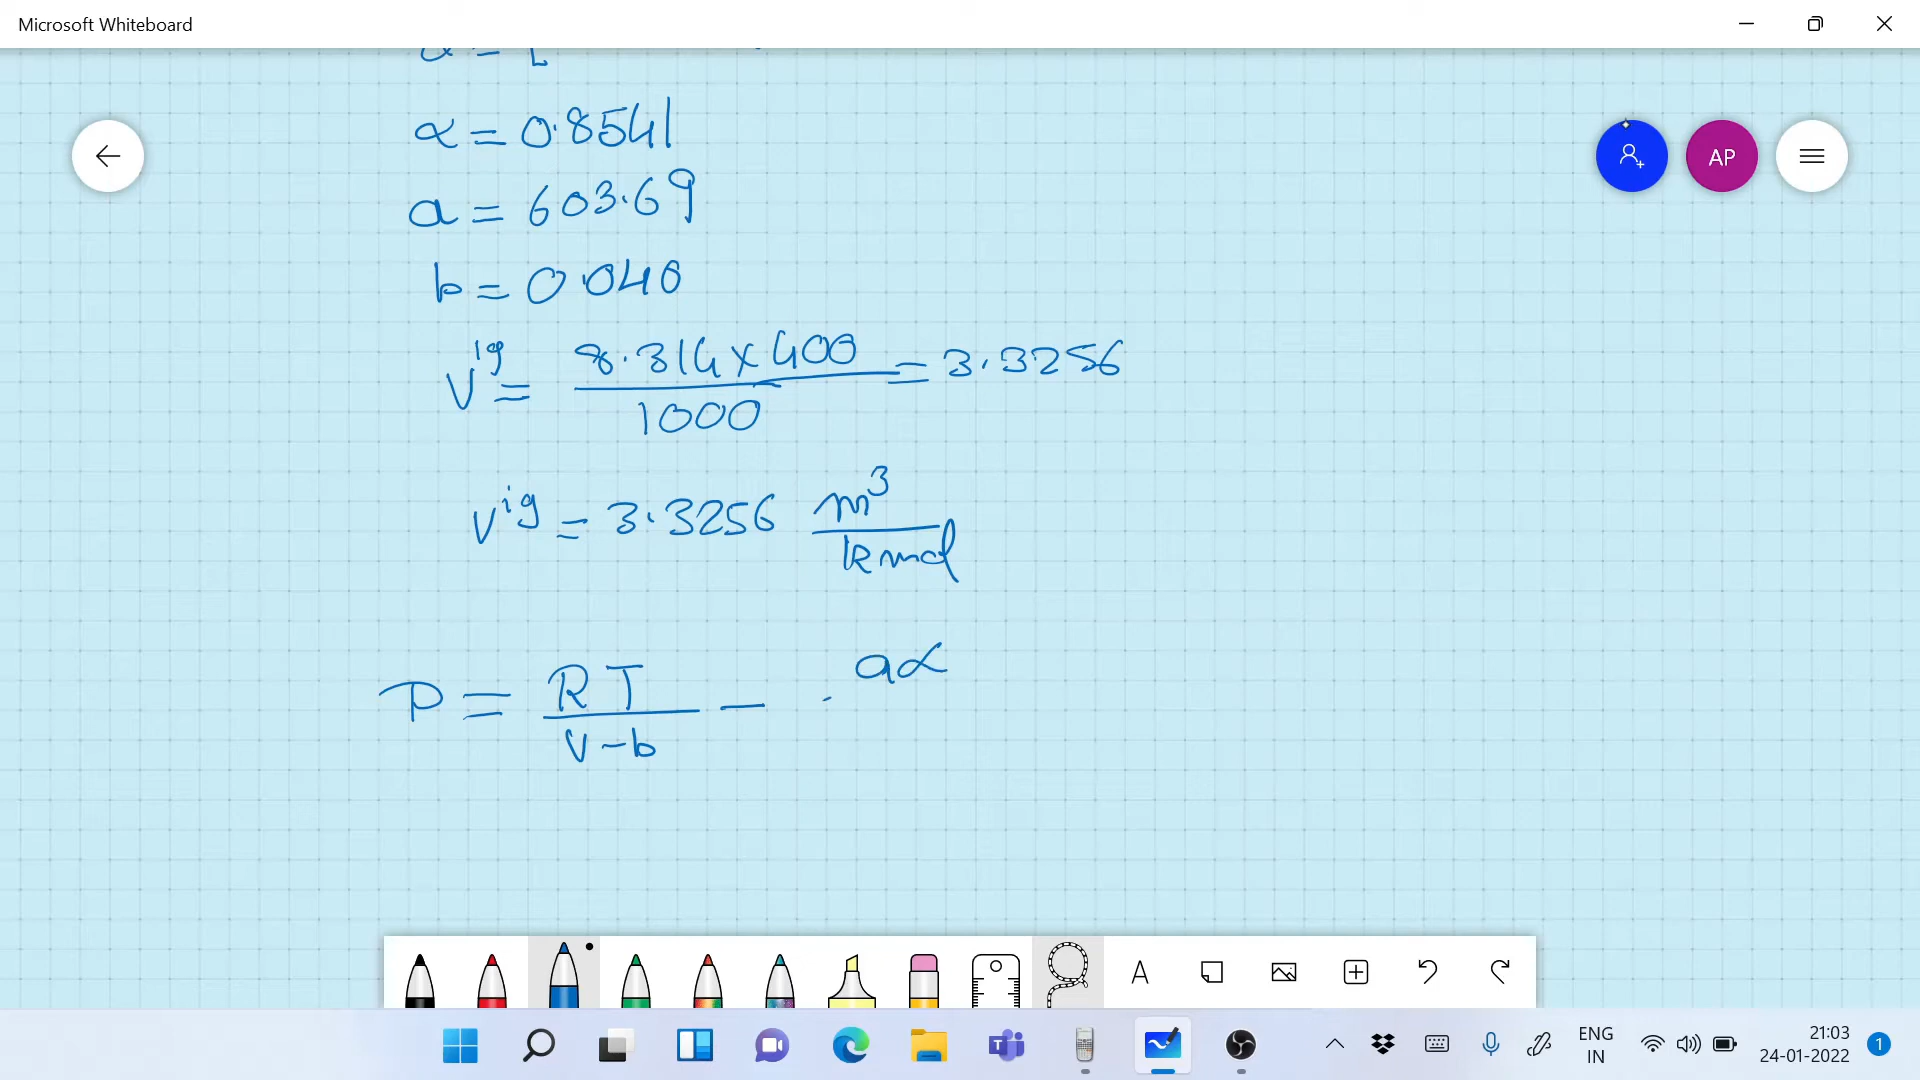 Microsoft Whiteboard
α = 0.8541
a = 603.69
b = 0.040
V^ig = 8.314 × 400 / 1000 = 3.3256
V^ig = 3.3256 m³ / kmol
P = RT / V-b - aα
AP
A
T
ENG
IN
21:03
24-01-2022
1